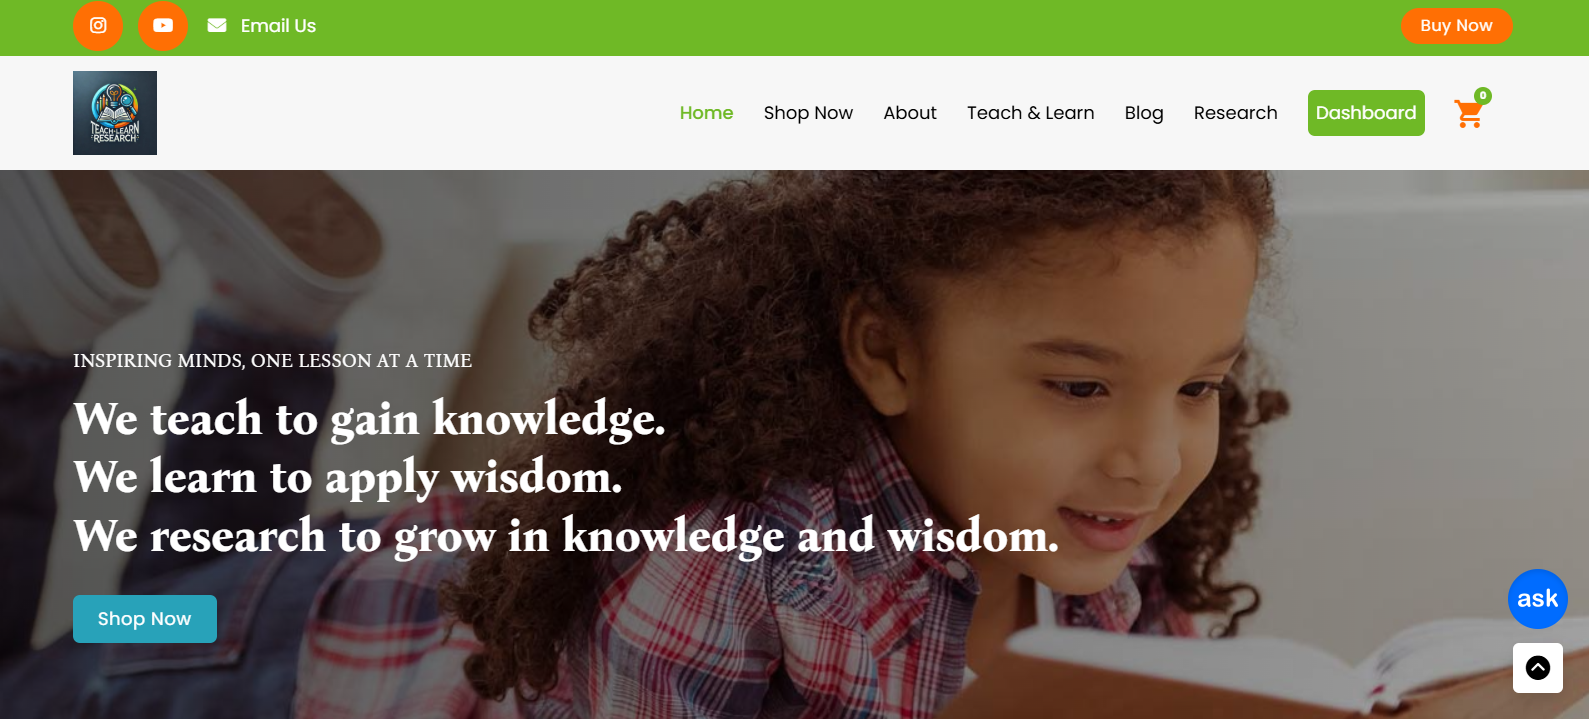 Email Us
Buy Now
TEACH-LEARN
RESEARCH
Home Shop Now About Teach & Learn Blog Research Dashboard 0
INSPIRING MINDS, ONE LESSON AT A TIME
We teach to gain knowledge.
We learn to apply wisdom.
We research to grow in knowledge and wisdom.
Shop Now
ask